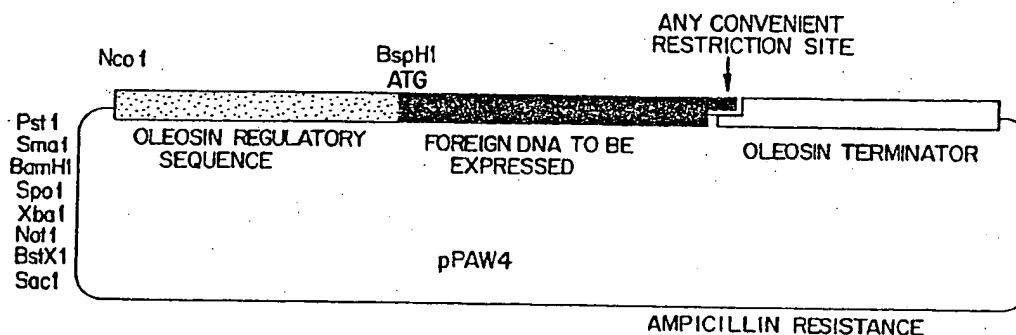 ANY CONVENIENT
RESTRICTION SITE
Nco1
BspH1
ATG
OLEOSIN REGULATORY
SEQUENCE
FOREIGN DNA TO BE
EXPRESSED
OLEOSIN TERMINATOR
Pst1
Sma1
BamH1
Spo1
Xba1
Not1
BstX1
Sac1
pPAW4
AMPICILLIN RESISTANCE